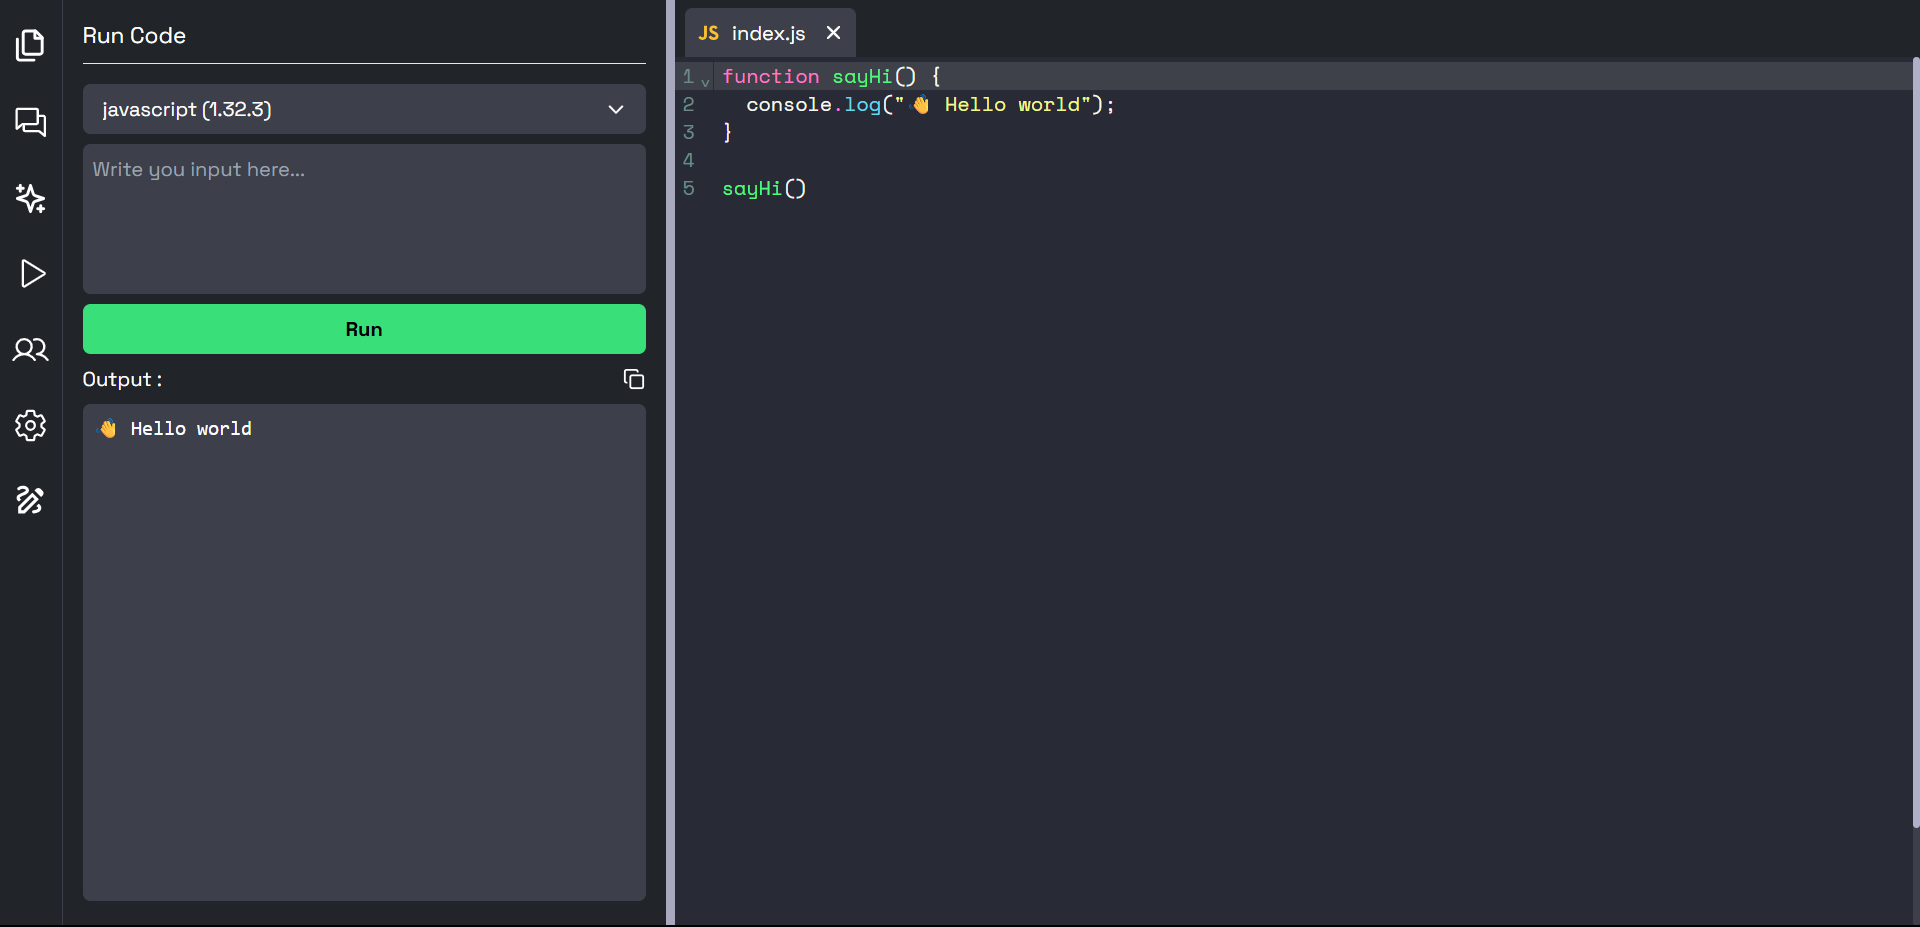 Run Code
javascript (1.32.3)
Write you input here...
Run
Output :
👋 Hello world
JS index.js
1 function sayHi() {
2   console.log("👋 Hello world");
3 }
4
5 sayHi()